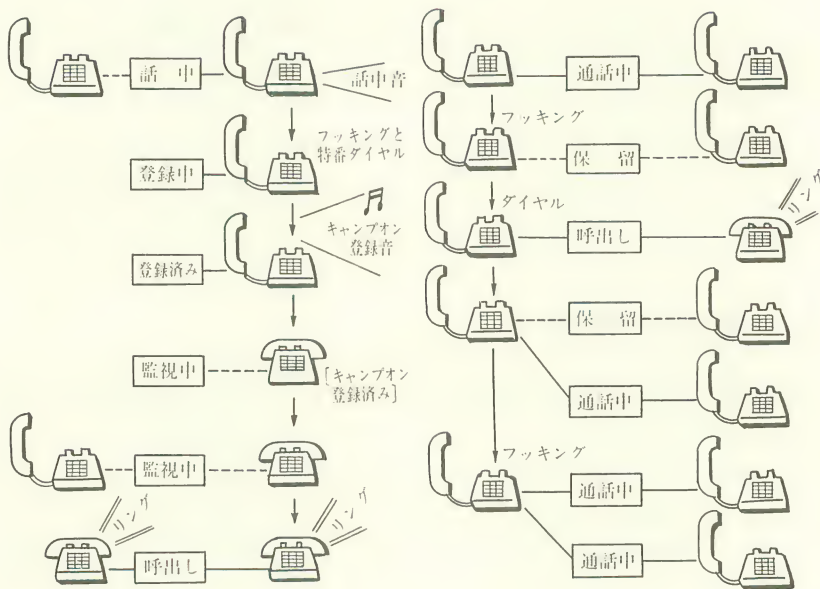 話中
話中音
フッキングと
特番ダイヤル
登録中
キャンプオン
登録音
登録済み
監視中
[キャンプオン
登録済み]
監視中
リング
リング
呼出し
通話中
フッキング
保留
ダイヤル
呼出し
リング
保留
通話中
フッキング
通話中
通話中